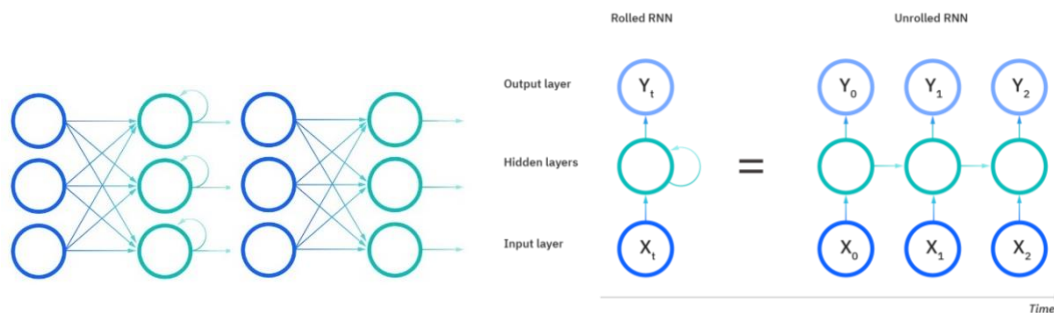 Rolled RNN
Unrolled RNN
Output layer
Yt
=
Y0
Y1
Y2
Hidden layers
Input layer
Xt
X0
X1
X2
Time